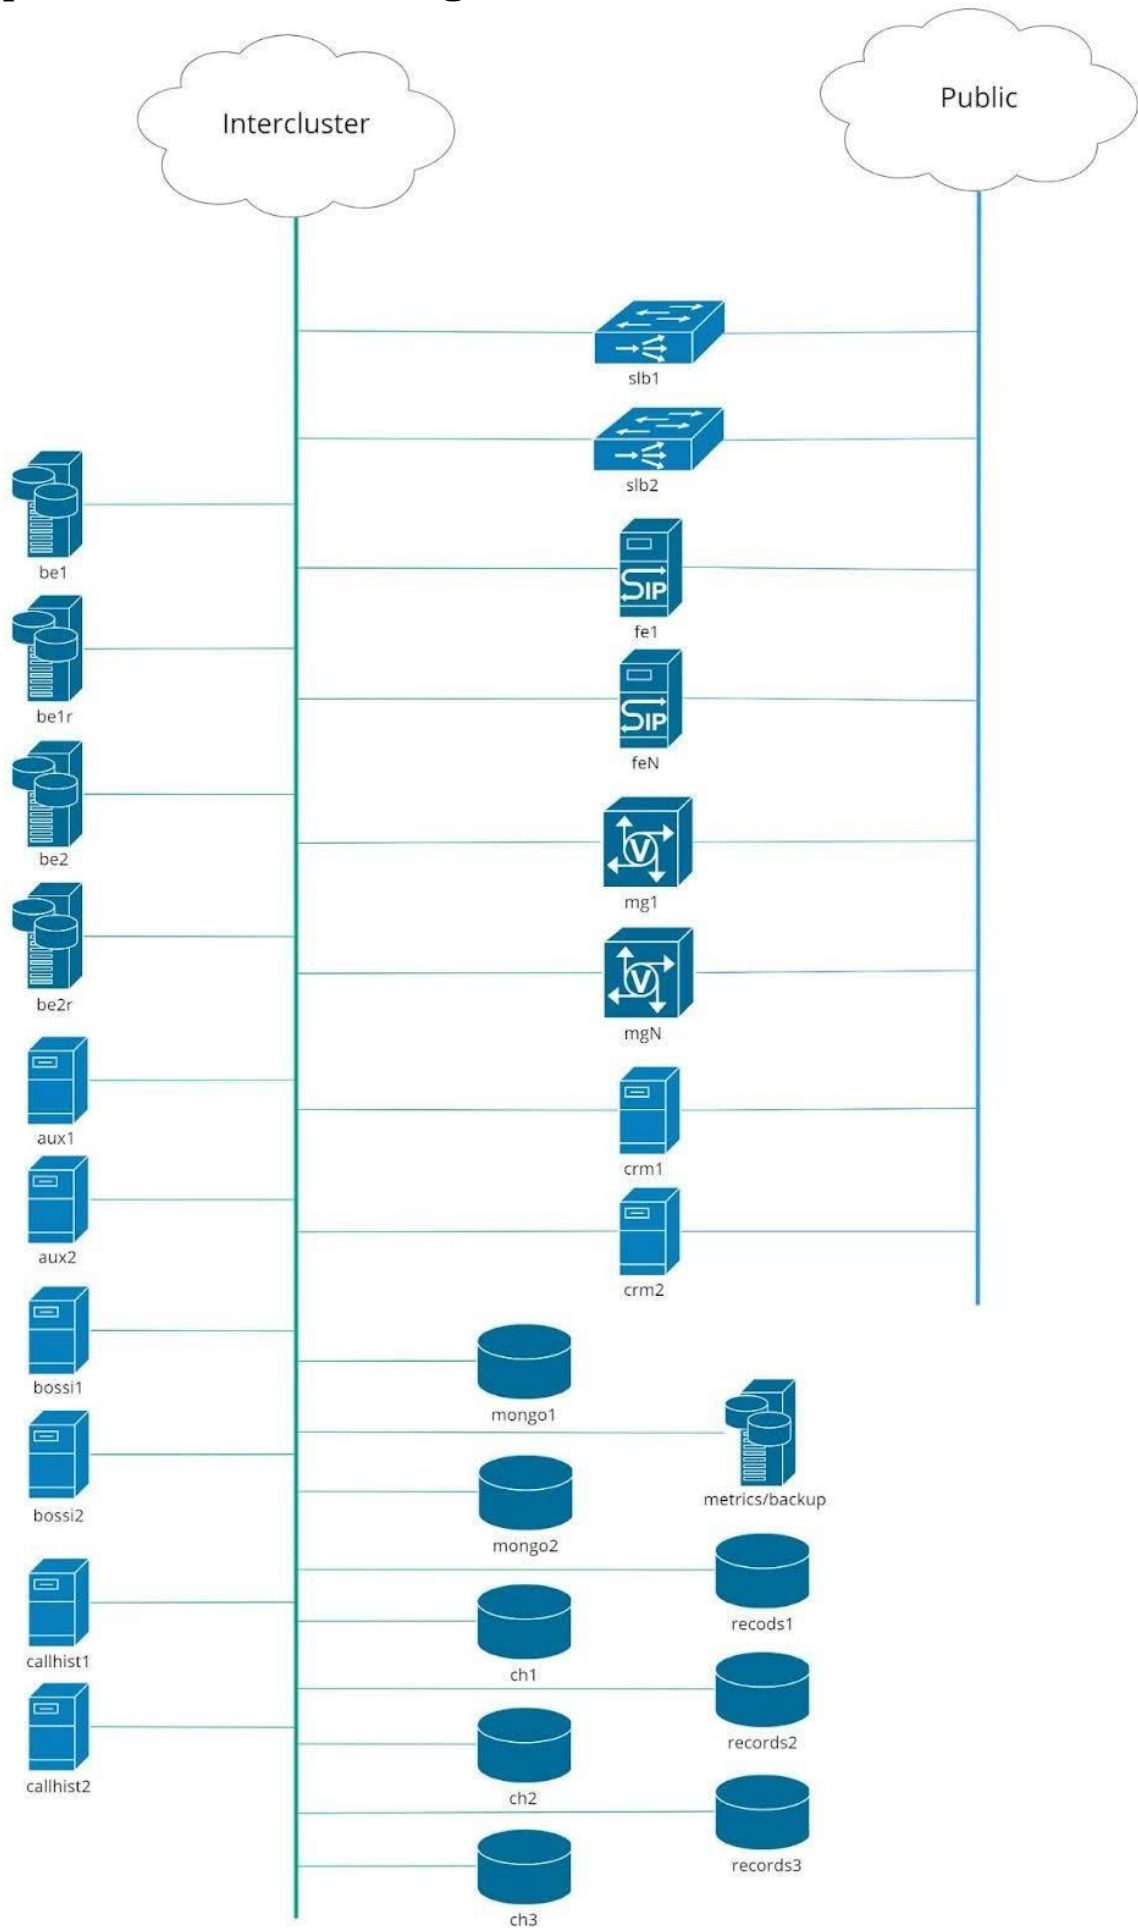 Intercluster
Public
slb1
slb2
be1
fe1
be1r
feN
be2
mg1
be2r
mgN
aux1
crm1
aux2
crm2
bossi1
mongo1
metrics/backup
bossi2
mongo2
recods1
callhist1
ch1
records2
callhist2
ch2
records3
ch3